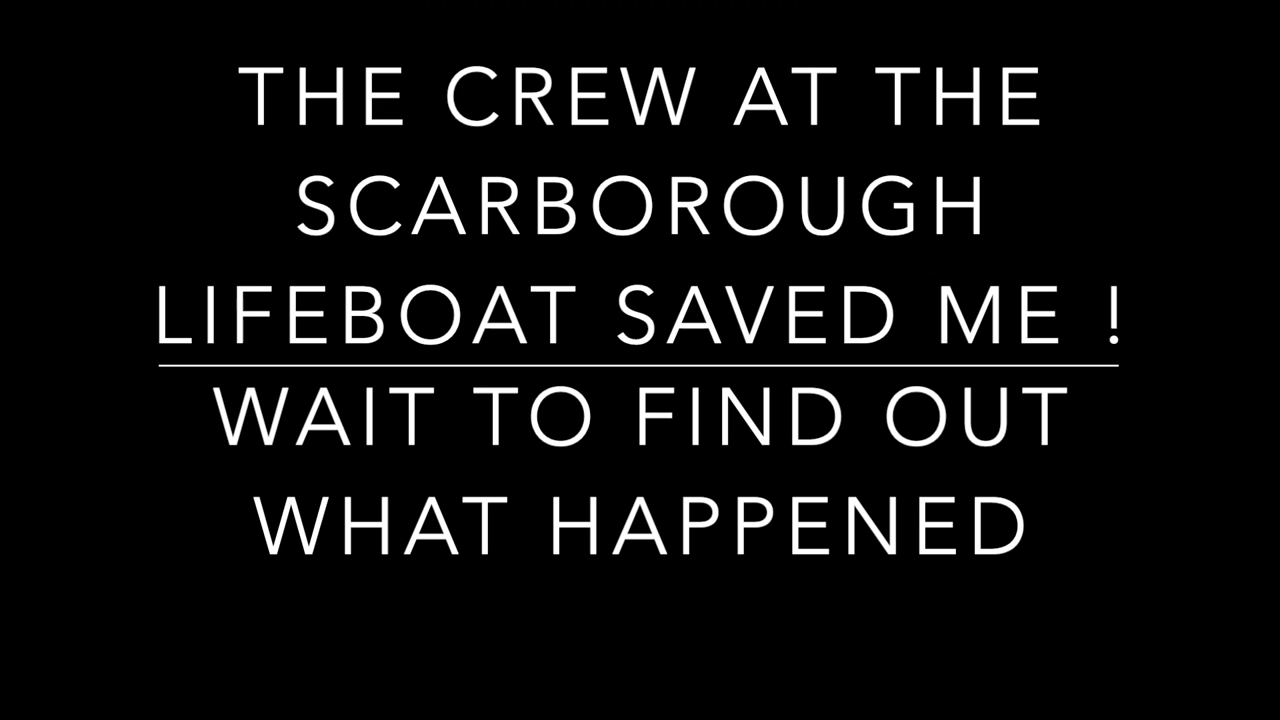 THE CREW AT THE
SCARBOROUGH
LIFEBOAT SAVED ME !
WAIT TO FIND OUT
WHAT HAPPENED